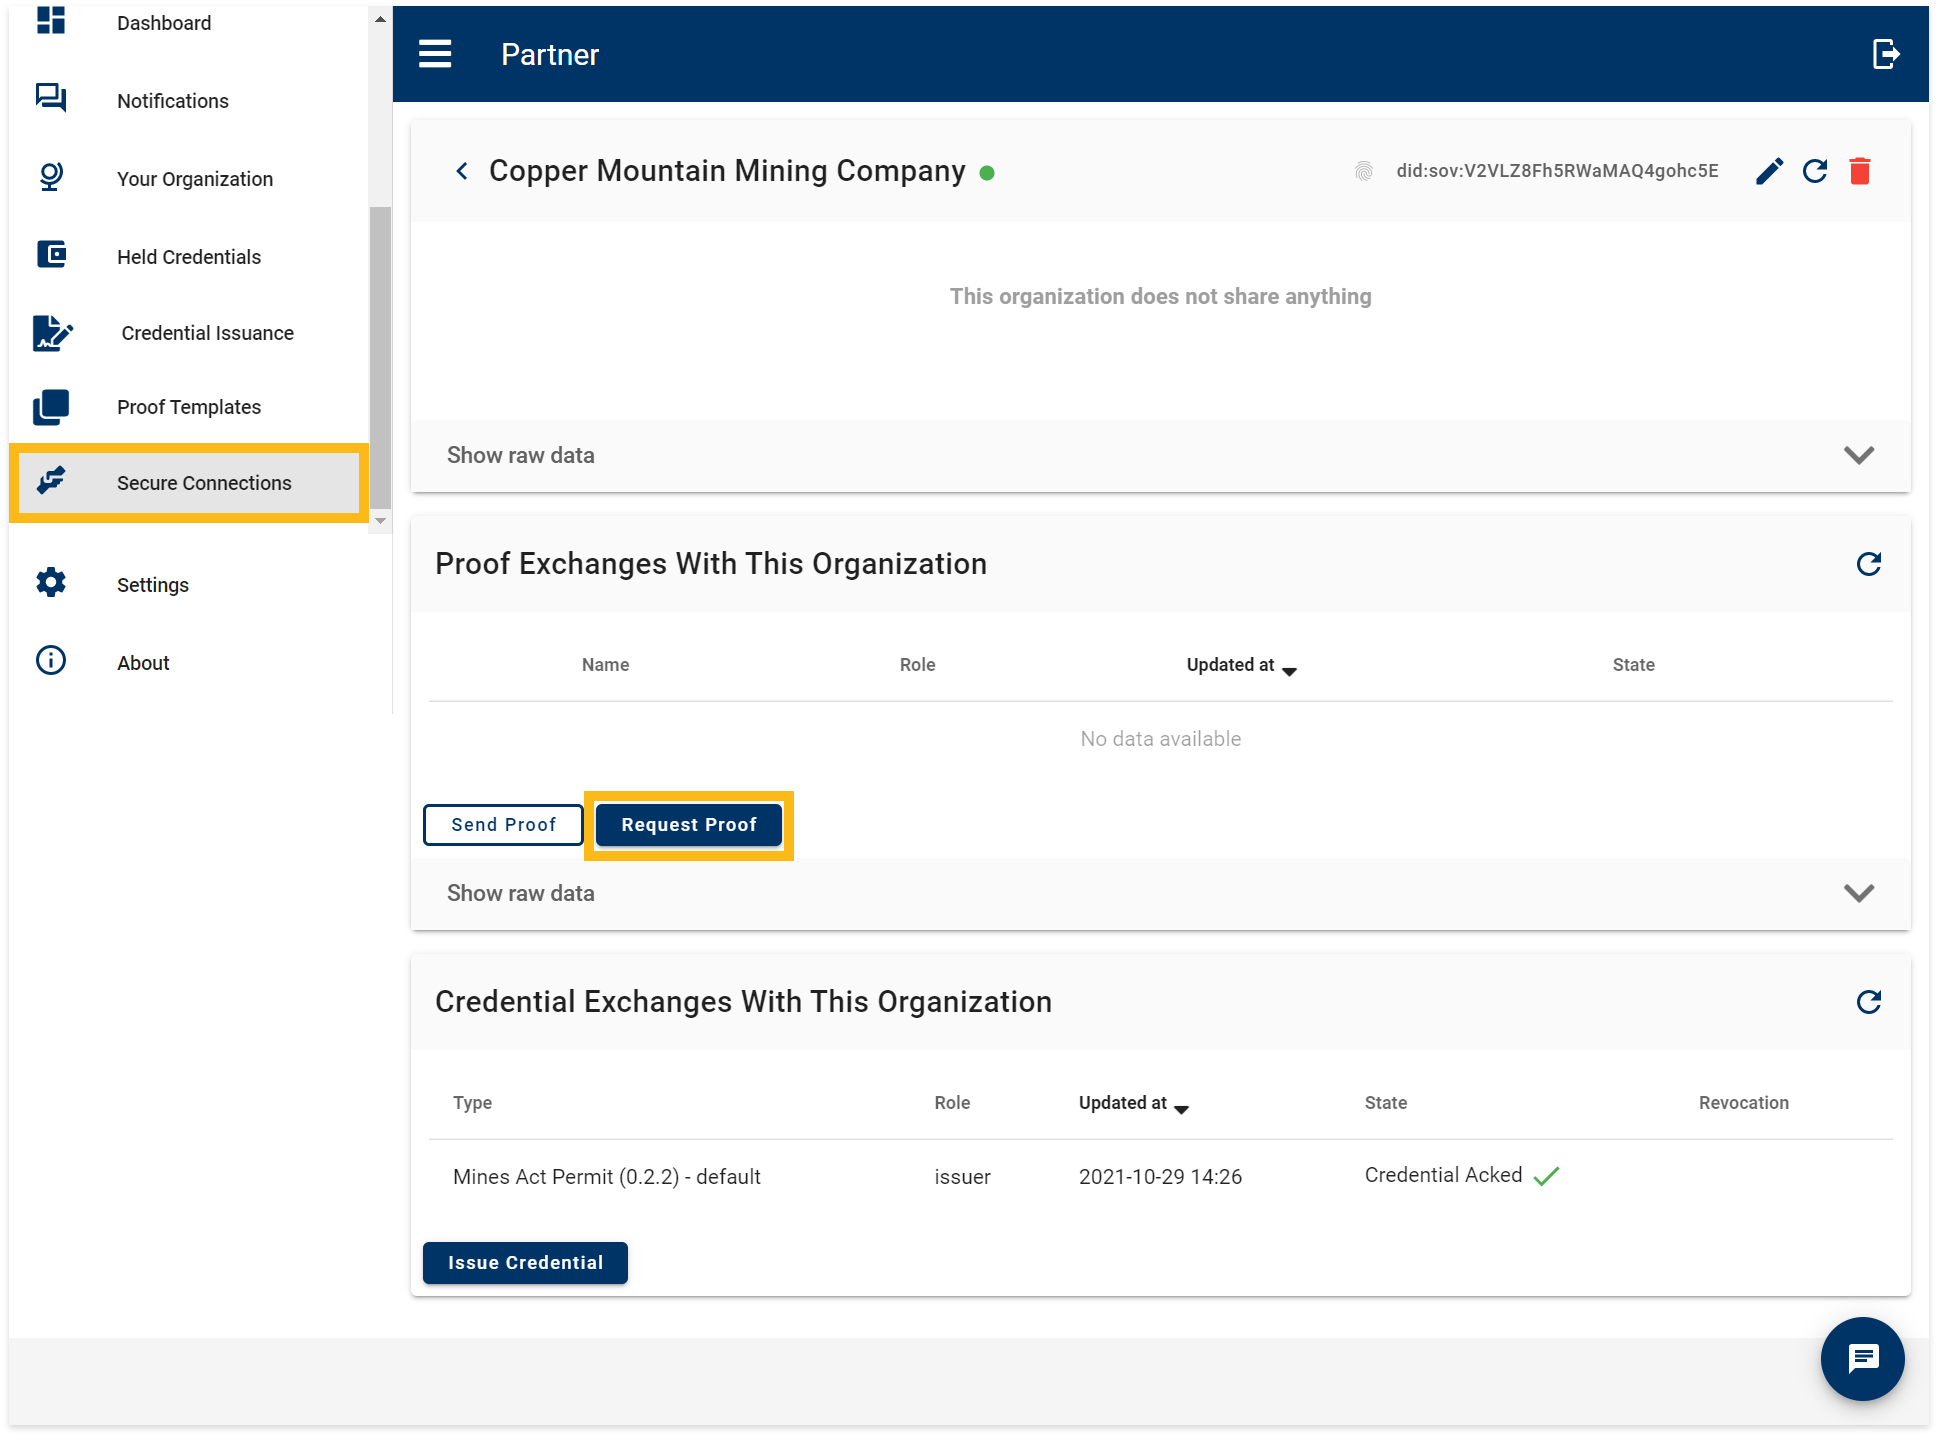 Dashboard
Notifications
Your Organization
Held Credentials
Credential Issuance
Proof Templates
Secure Connections
Settings
About
Partner
Copper Mountain Mining Company
did:sov:V2VLZ8Fh5RWaMAQ4gohc5E
This organization does not share anything
Show raw data
Proof Exchanges With This Organization
Name Role Updated at State
No data available
Send Proof Request Proof
Show raw data
Credential Exchanges With This Organization
Type Role Updated at State Revocation
Mines Act Permit (0.2.2) - default issuer 2021-10-29 14:26 Credential Acked
Issue Credential